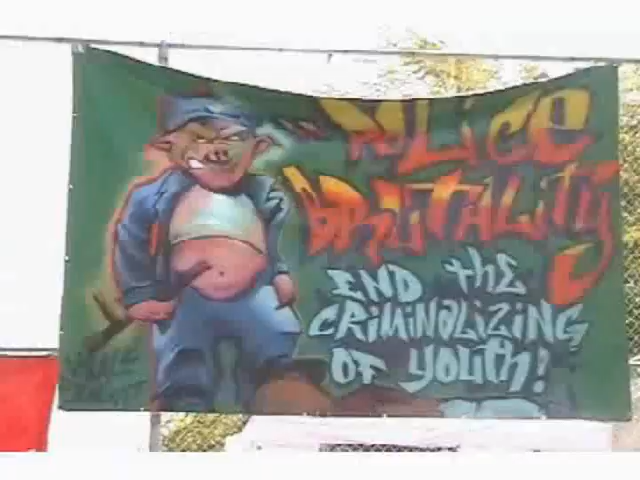 POLICE
BRUTALITY
END THE
CRIMINALIZING
OF YOUTH!